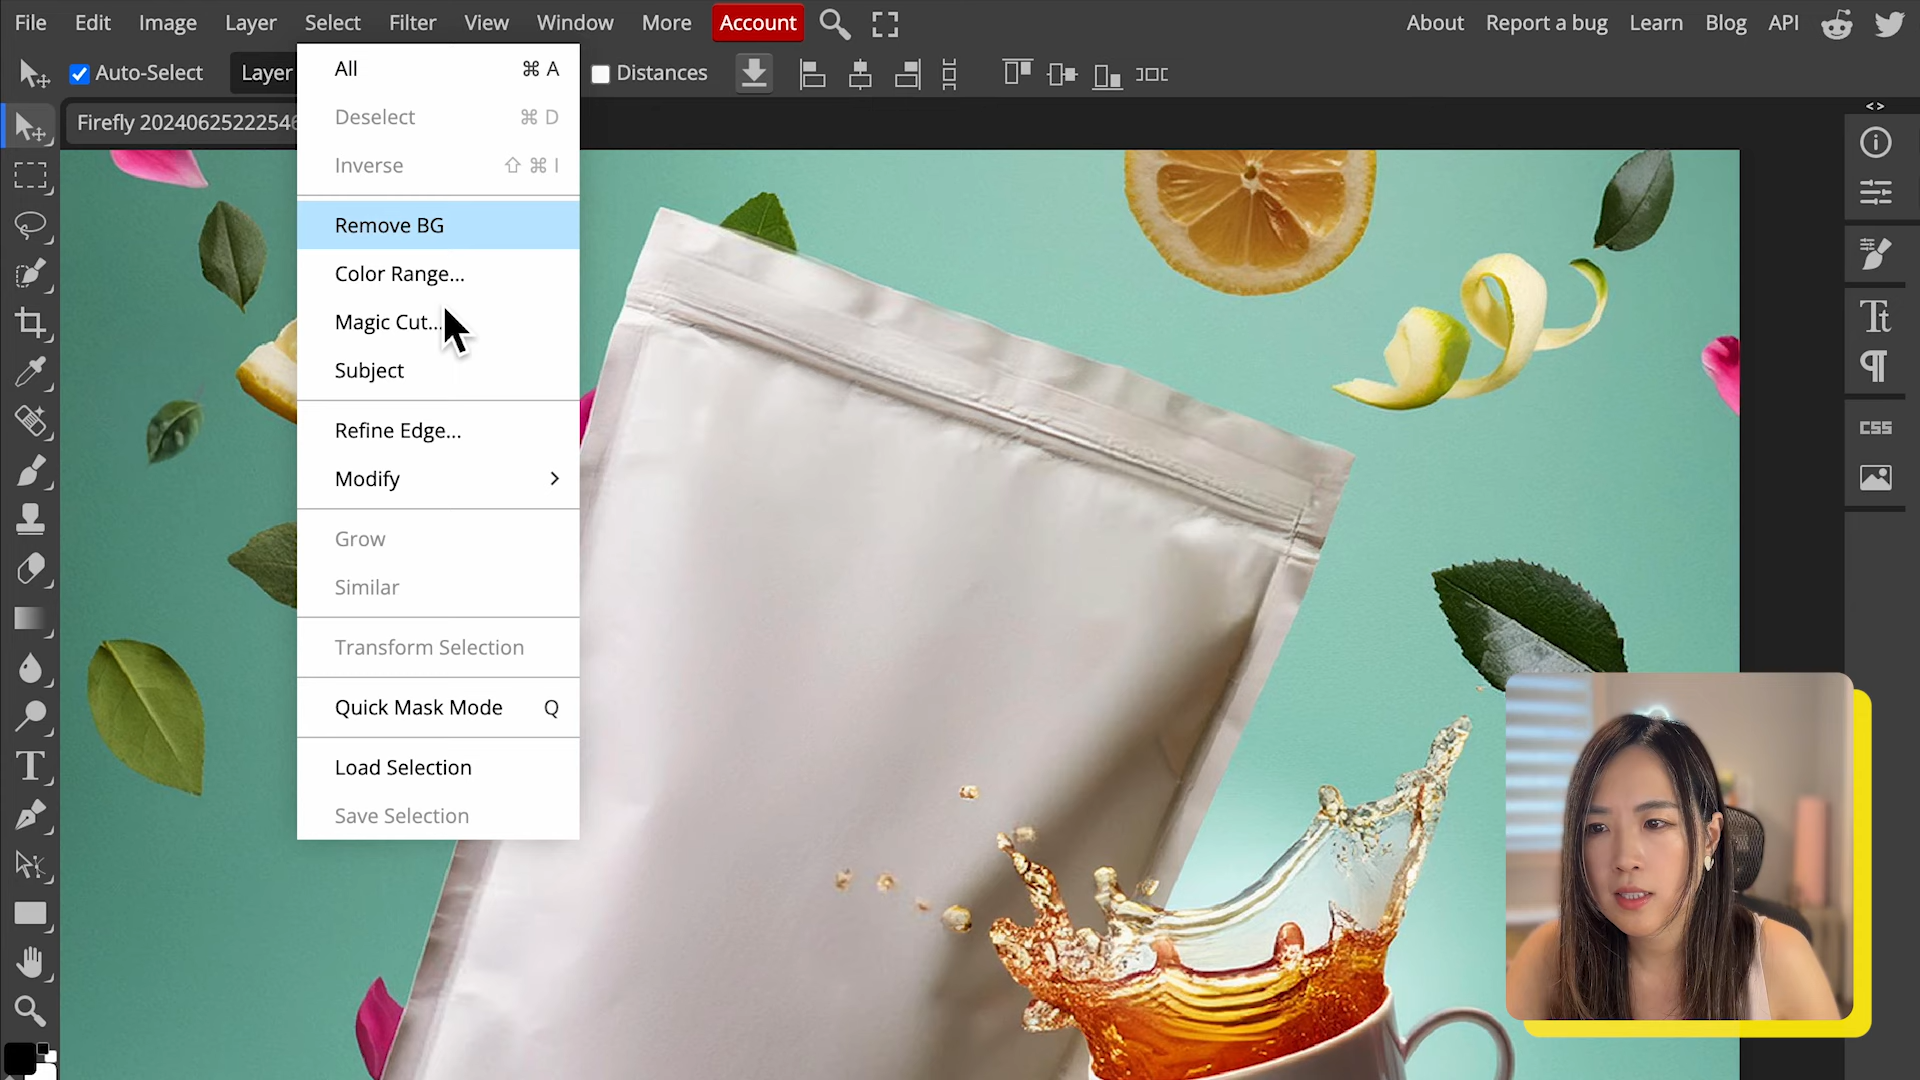 File Edit Image Layer Select Filter View Window More Account About Report a bug Learn Blog API
Auto-Select Layer Distances
Firefly 20240625222546
All ⌘ A
Deselect ⌘ D
Inverse ⇧ ⌘ I
Remove BG
Color Range...
Magic Cut...
Subject
Refine Edge...
Modify >
Grow
Similar
Transform Selection
Quick Mask Mode Q
Load Selection
Save Selection
<>
CSS